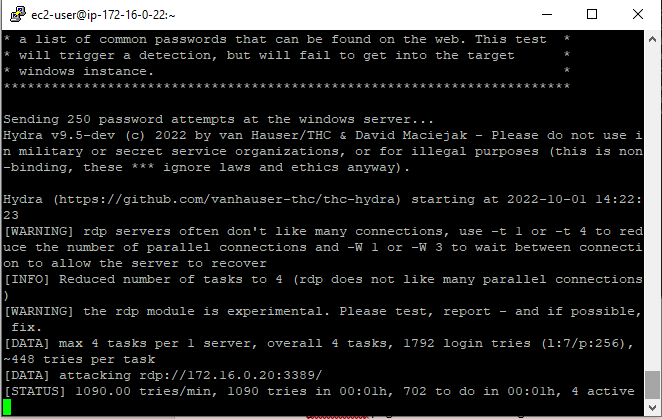 ec2-user@ip-172-16-0-22:~
* a list of common passwords that can be found on the web. This test  *
* will trigger a detection, but will fail to get into the target      *
* windows instance.                                                   *
***********************************************************************
Sending 250 password attempts at the windows server...
Hydra v9.5-dev (c) 2022 by van Hauser/THC & David Maciejak - Please do not use i
n military or secret service organizations, or for illegal purposes (this is non
-binding, these *** ignore laws and ethics anyway).
Hydra (https://github.com/vanhauser-thc/thc-hydra) starting at 2022-10-01 14:22:
23
[WARNING] rdp servers often don't like many connections, use -t 1 or -t 4 to red
uce the number of parallel connections and -W 1 or -W 3 to wait between connecti
on to allow the server to recover
[INFO] Reduced number of tasks to 4 (rdp does not like many parallel connections
)
[WARNING] the rdp module is experimental. Please test, report - and if possible,
 fix.
[DATA] max 4 tasks per 1 server, overall 4 tasks, 1792 login tries (l:7/p:256),
~448 tries per task
[DATA] attacking rdp://172.16.0.20:3389/
[STATUS] 1090.00 tries/min, 1090 tries in 00:01h, 702 to do in 00:01h, 4 active